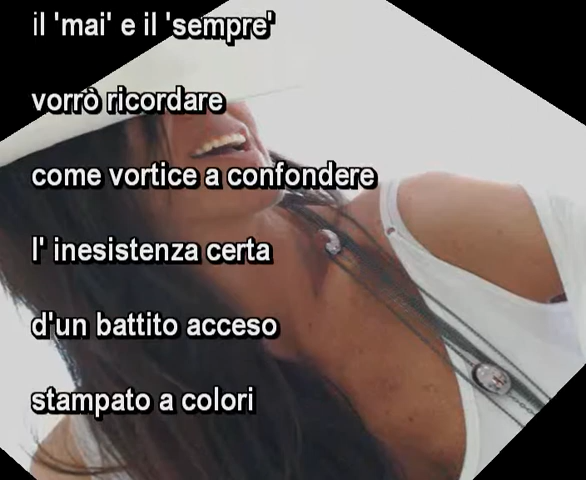 il 'mai' e il 'sempre'
vorrò ricordare
come vortice a confondere
l' inesistenza certa
d'un battito acceso
stampato a colori